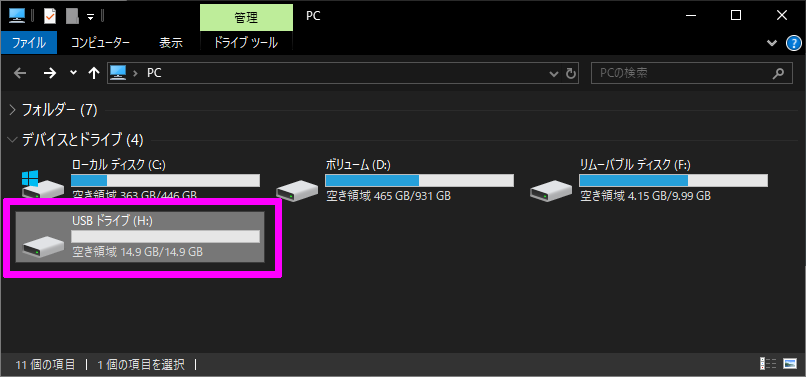 管理
PC
ファイル
コンピューター
表示
ドライブ ツール
PC
PCの検索
フォルダー (7)
デバイスとドライブ (4)
ローカル ディスク (C:)
空き領域 363 GB/446 GB
ボリューム (D:)
空き領域 465 GB/931 GB
リムーバブル ディスク (F:)
空き領域 4.15 GB/9.99 GB
USB ドライブ (H:)
空き領域 14.9 GB/14.9 GB
11 個の項目
1 個の項目を選択